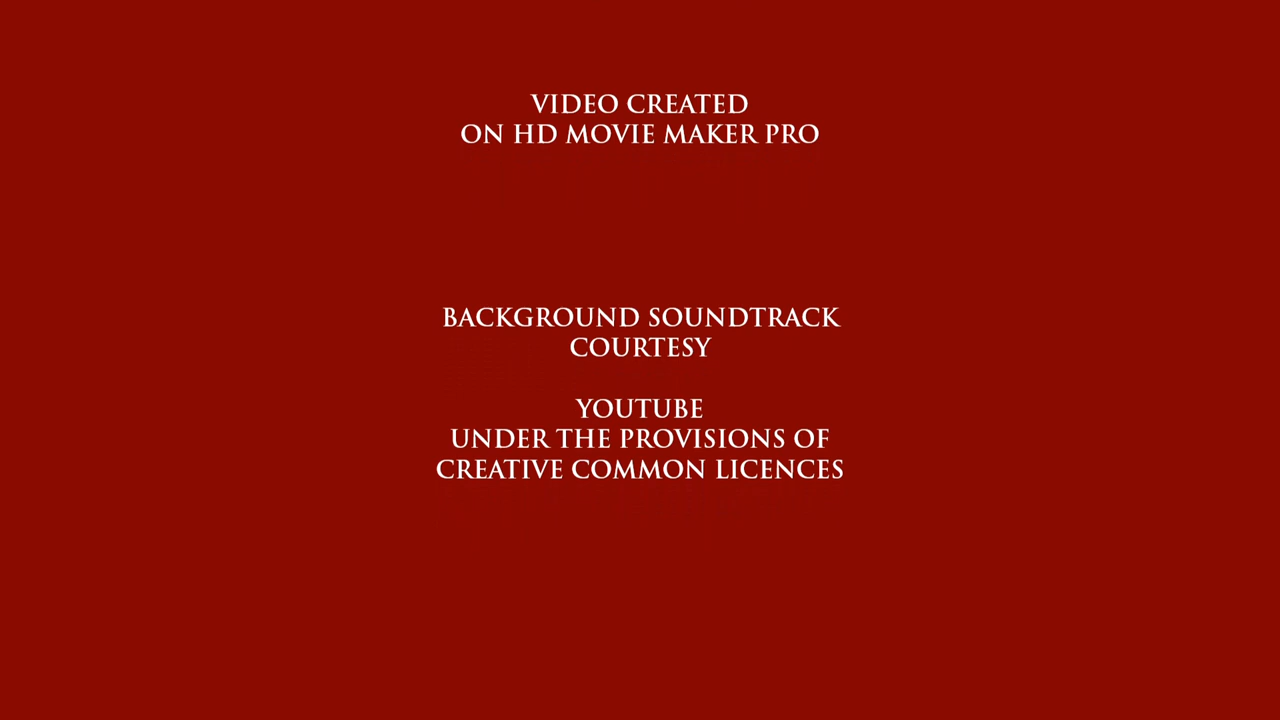 VIDEO CREATED
ON HD MOVIE MAKER PRO
BACKGROUND SOUNDTRACK
COURTESY
YOUTUBE
UNDER THE PROVISIONS OF
CREATIVE COMMON LICENCES